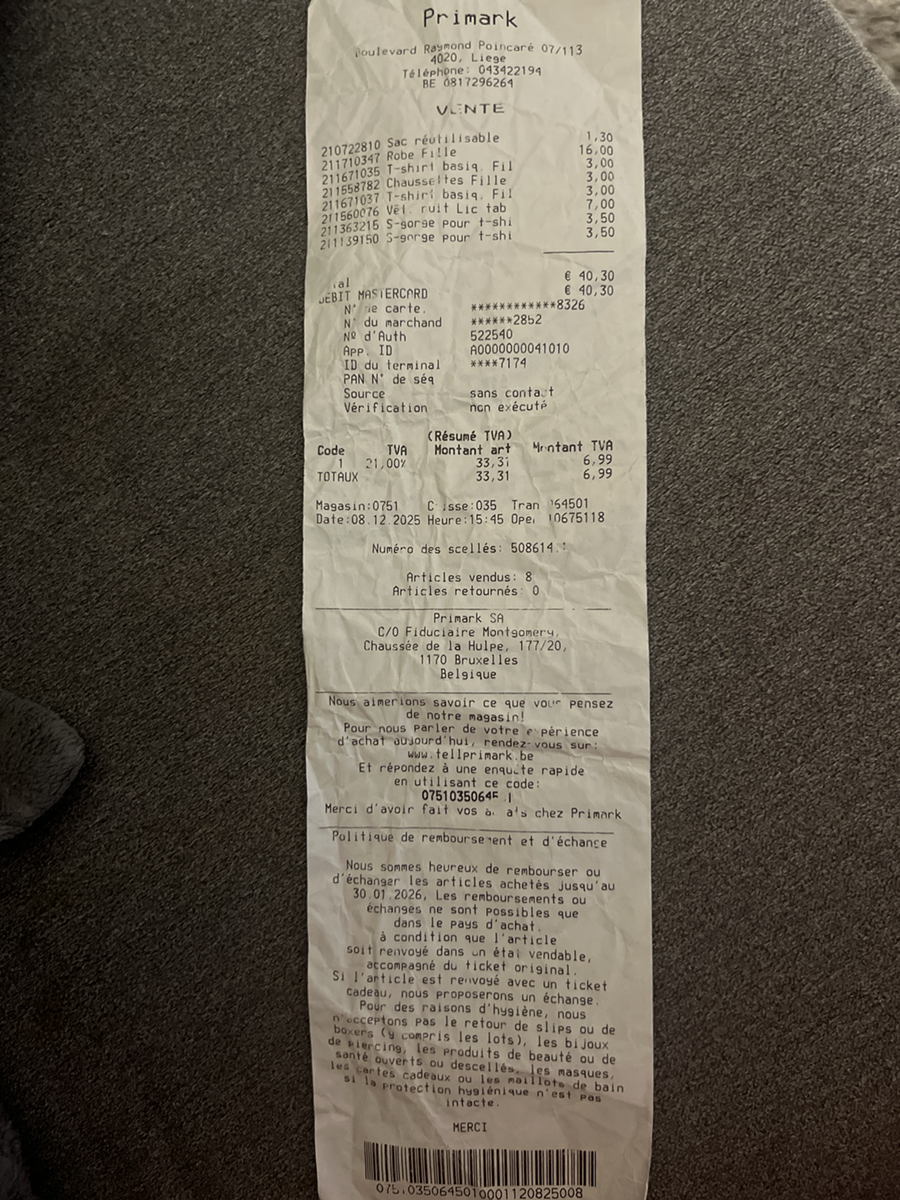 Primark
Boulevard Raymond Poincaré 07/113
4020, Liege
Téléphone: 043422194
BE 0817296264
VENTE
210722810 Sac réutilisable 1,30
211710347 Robe Fille 16,00
211671035 T-shirt basiq. Fil 3,00
211558782 Chaussettes Fille 3,00
211671037 T-shirt basiq. Fil 3,00
211560076 Vêt. nuit Lic tab 7,00
211363215 S-gorge pour t-shi 3,50
211139150 S-gorge pour t-shi 3,50
€ 40,30
DEBIT MASTERCARD € 40,30
N° de carte. ************8326
N° du marchand ******2852
Nº d'Auth 522540
App. ID A0000000041010
ID du terminal ****7174
PAN N° de séq
Source sans contact
Vérification non exécuté
(Résumé TVA)
Code TVA Montant art Montant TVA
1 21,00% 33,31 6,99
TOTAUX 33,31 6,99
Magasin:0751 Caisse:035 Tran
Date:08.12.2025 Heure:15:45 Oper
Numéro des scellés:
Articles vendus: 8
Articles retournés: 0
Primark SA
C/O Fiduciaire Montgomery,
Chaussée de la Hulpe, 177/20,
1170 Bruxelles
Belgique
Nous aimerions savoir ce que vous pensez
de notre magasin!
Pour nous parler de votre expérience
d'achat aujourd'hui, rendez-vous sur:
www.tellprimark.be
Et répondez à une enquête rapide
en utilisant ce code:
Merci d'avoir fait vos achats chez Primark
Politique de remboursement et d'échance
Nous sommes heureux de rembourser ou
d'échanger les articles achetés jusqu'au
30.01.2026, Les remboursements ou
échanges ne sont possibles que
dans le pays d'achat.
à condition que l'article
soit renvoyé dans un état vendable,
accompagné du ticket original.
Si l'article est renvoyé avec un ticket
cadeau, nous proposerons un échange.
Pour des raisons d'hygiène, nous
n'acceptons pas le retour de slips ou de
boxers (y compris les lots), les bijoux
de piercing, les produits de beauté ou de
santé ouverts ou descellés, les masques,
les cartes cadeaux ou les maillots de bain
si la protection hygiénique n'est pas
intacte.
MERCI